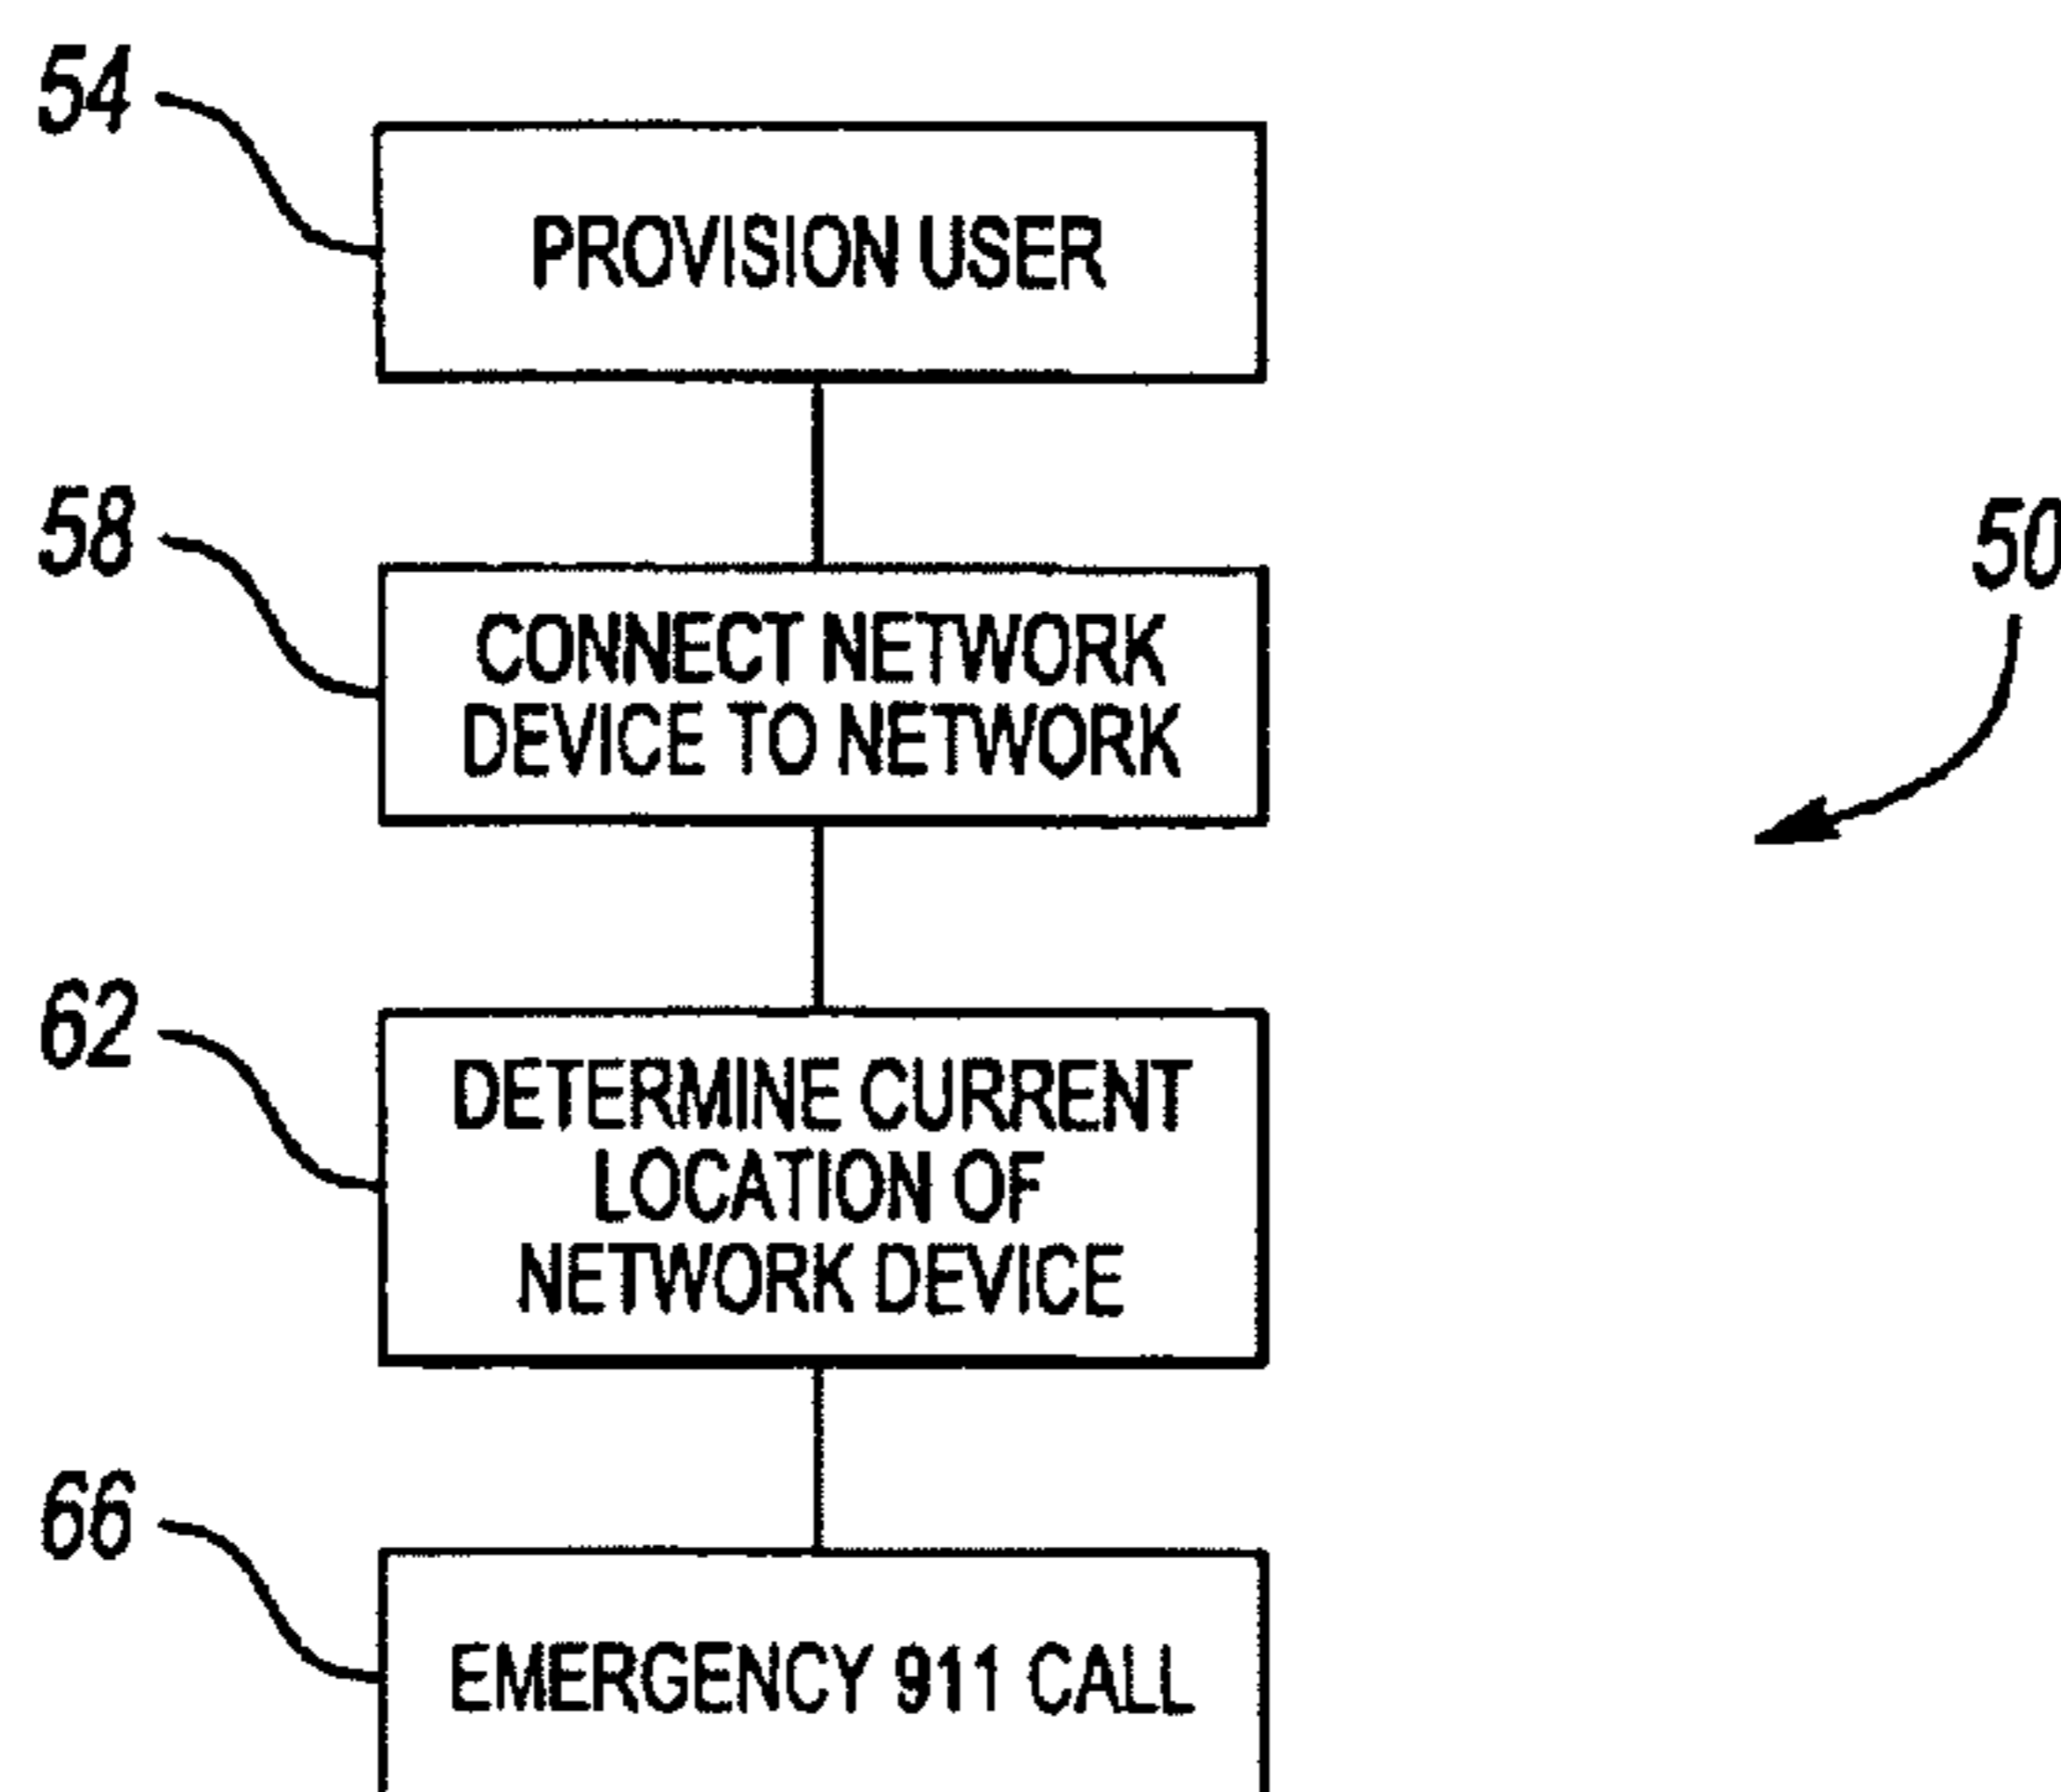 54
PROVISION USER
58
CONNECT NETWORK
DEVICE TO NETWORK
50
62
DETERMINE CURRENT
LOCATION OF
NETWORK DEVICE
66
EMERGENCY 911 CALL